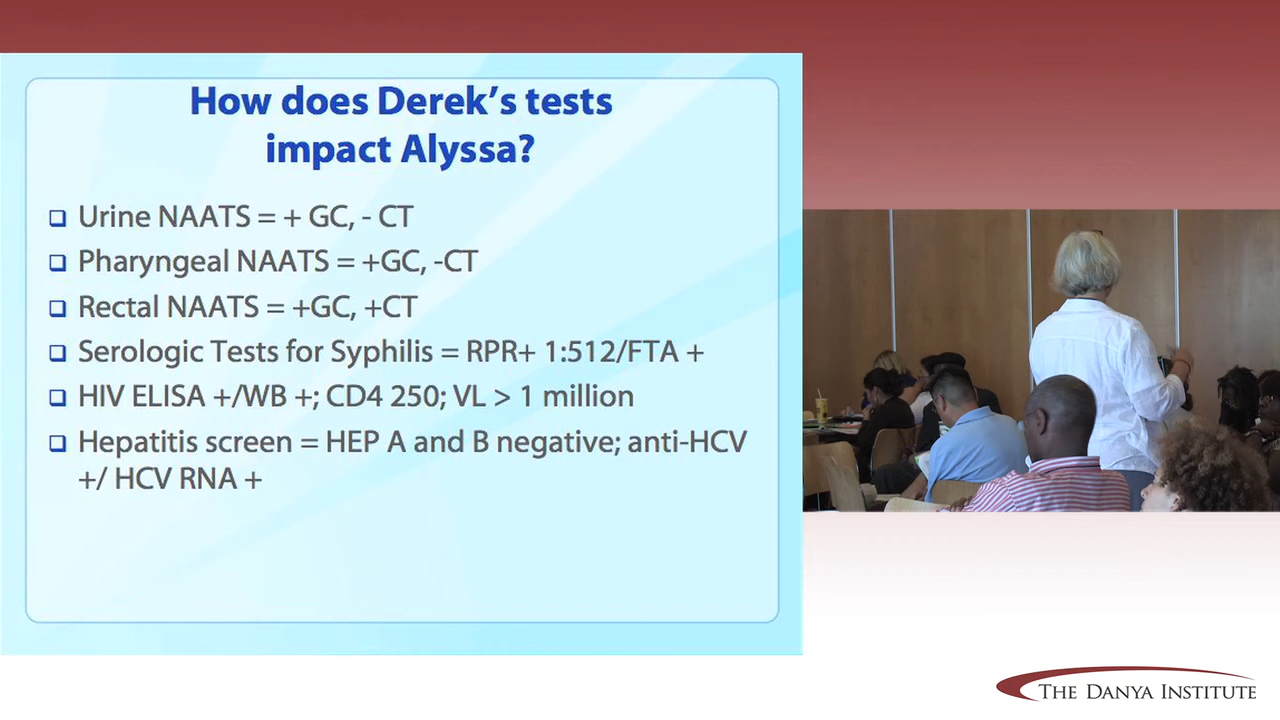 How does Derek's tests
impact Alyssa?
Urine NAATS = + GC, - CT
Pharyngeal NAATS = +GC, -CT
Rectal NAATS = +GC, +CT
Serologic Tests for Syphilis = RPR+ 1:512/FTA +
HIV ELISA +/WB +; CD4 250; VL > 1 million
Hepatitis screen = HEP A and B negative; anti-HCV
+/ HCV RNA +
THE DANYA INSTITUTE